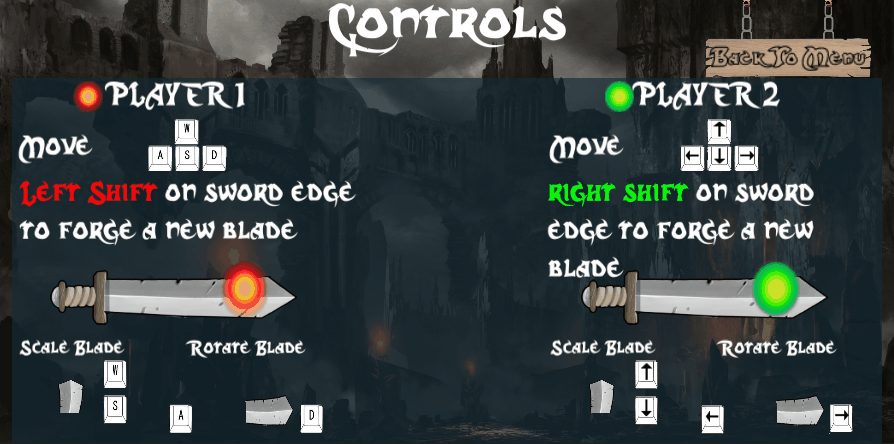 Controls
Back To Menu
Player 1
Move
W
A S D
Left Shift on sword edge
to forge a new blade
Scale Blade Rotate Blade
W
S
A D
Player 2
Move
↑
← ↓ →
Right Shift on sword
edge to forge a new
blade
Scale Blade Rotate Blade
↑
↓
← →